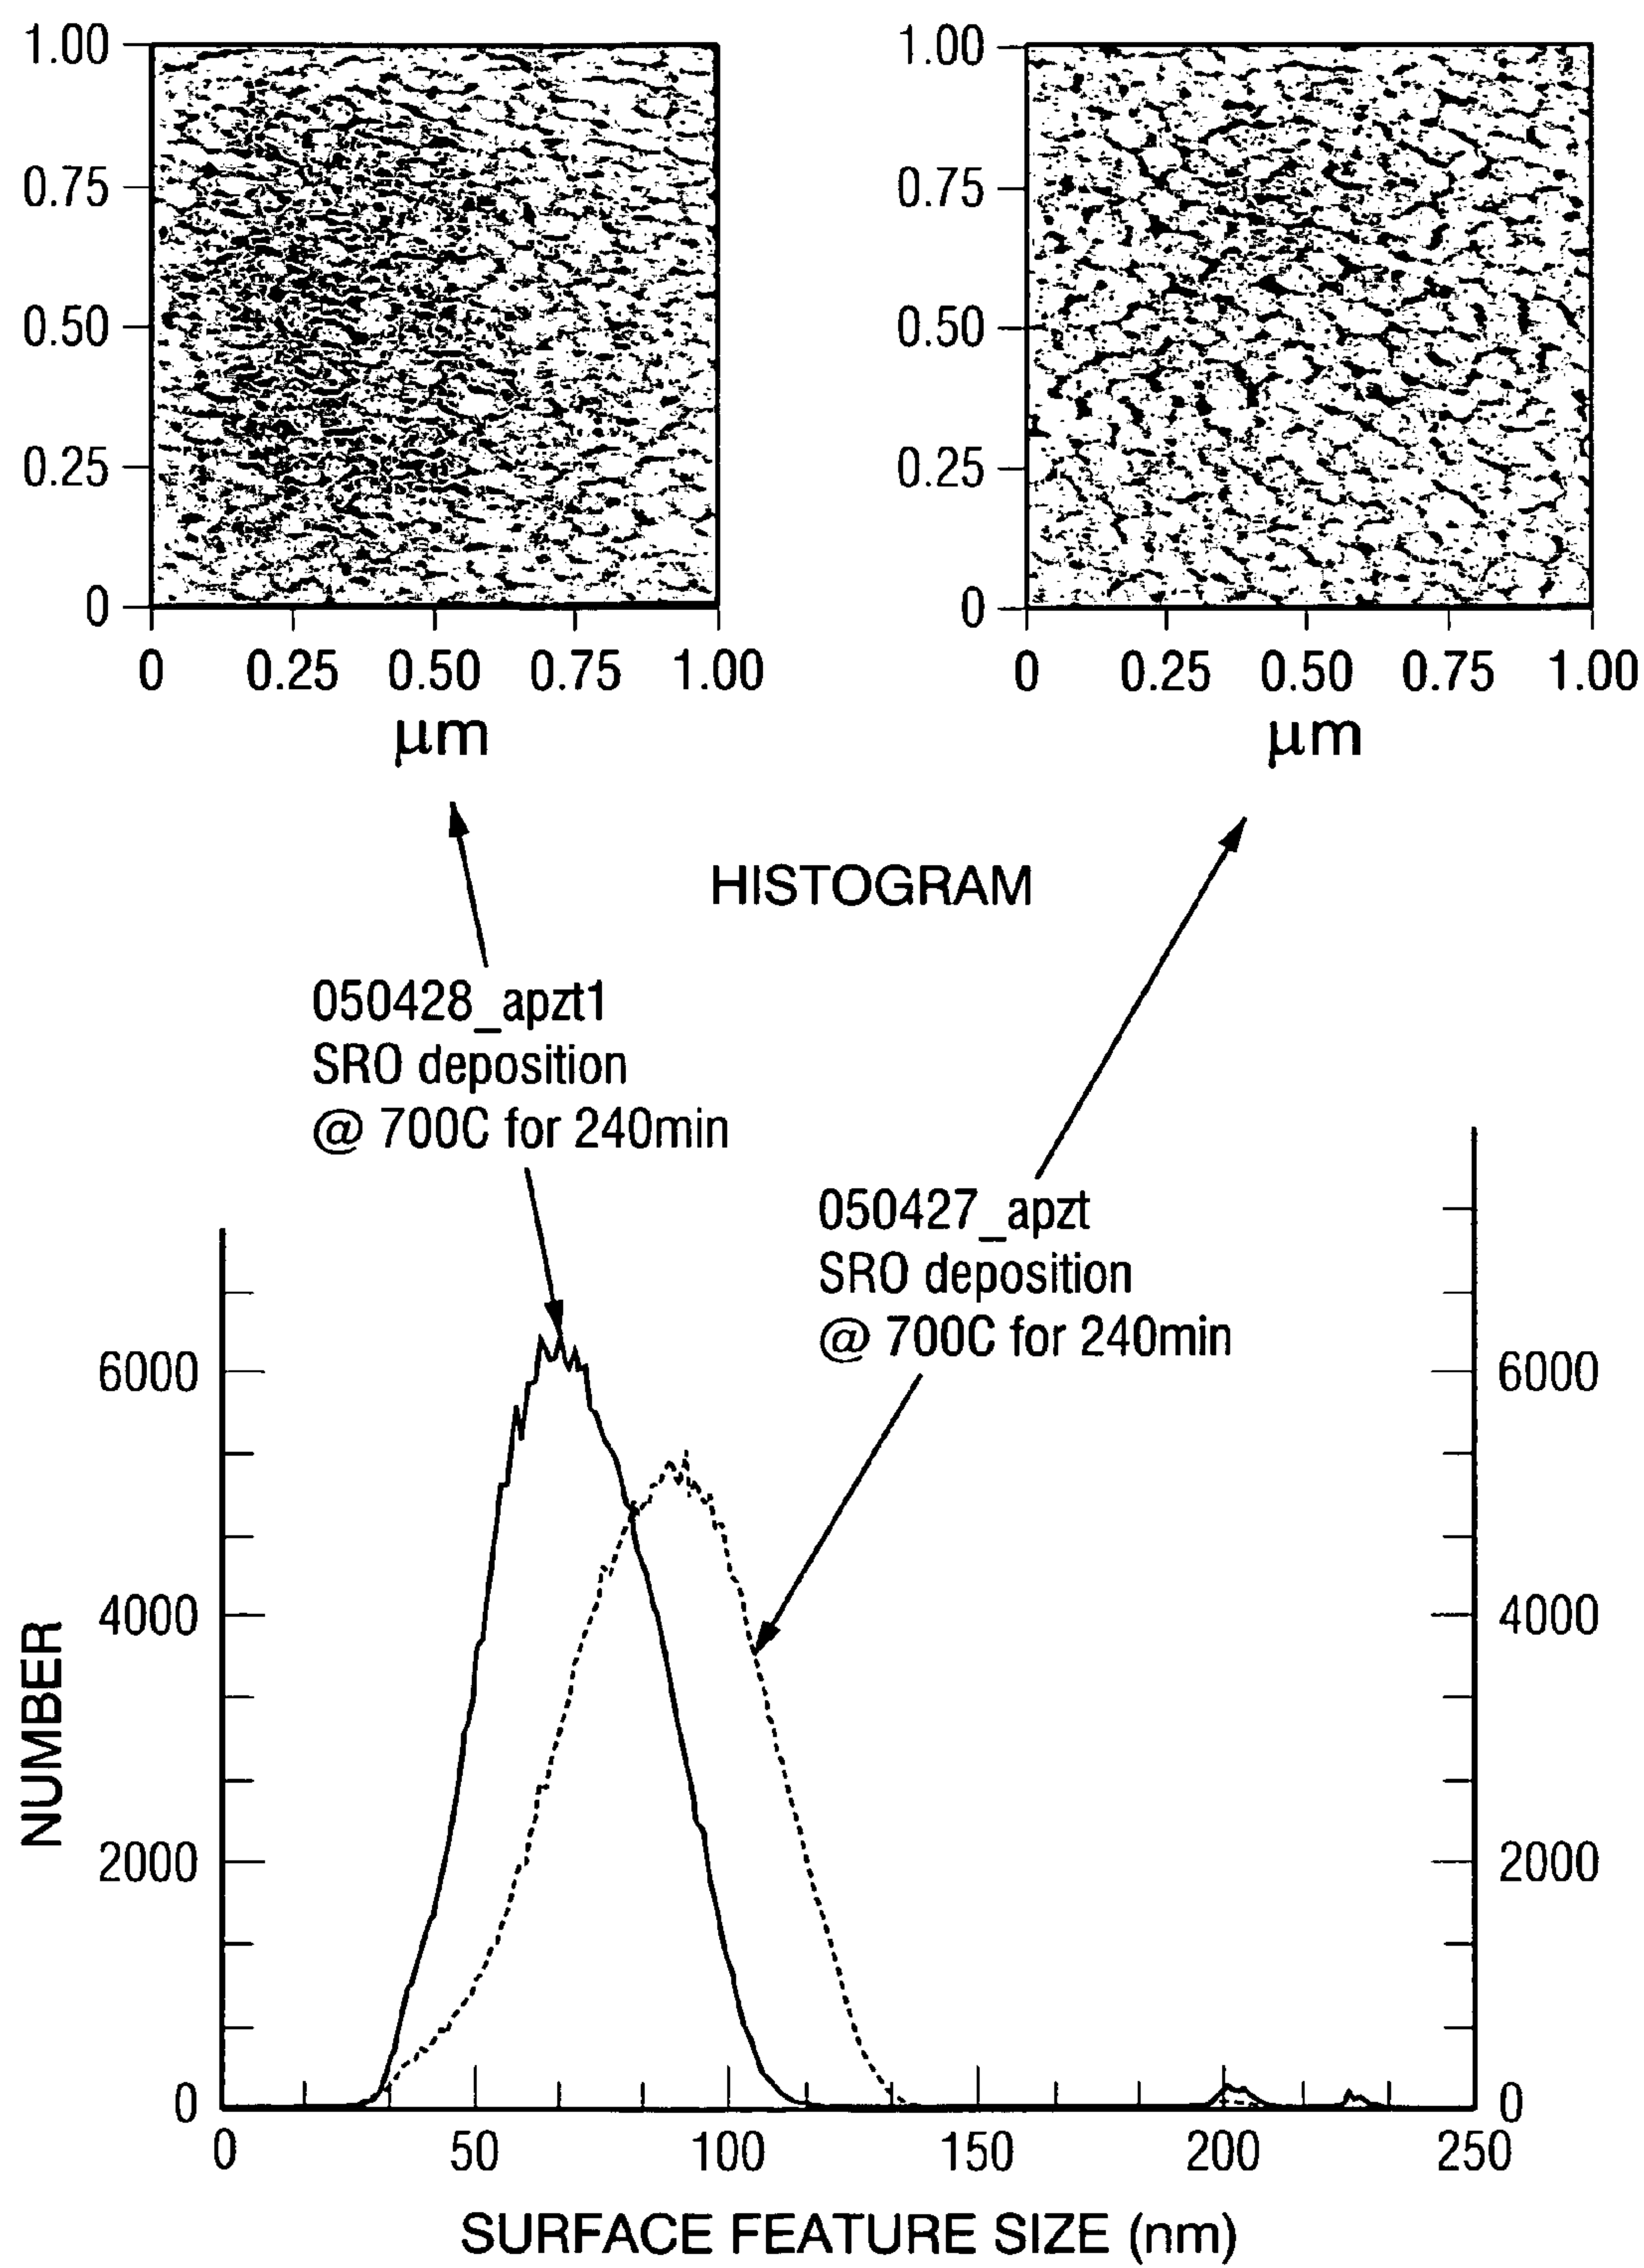 1.00
0.75
0.50
0.25
0
0 0.25 0.50 0.75 1.00
μm
1.00
0.75
0.50
0.25
0
0 0.25 0.50 0.75 1.00
μm
HISTOGRAM
050428_apzt1
SRO deposition
@ 700C for 240min
050427_apzt
SRO deposition
@ 700C for 240min
NUMBER
6000
4000
2000
0
6000
4000
2000
0
0 50 100 150 200 250
SURFACE FEATURE SIZE (nm)